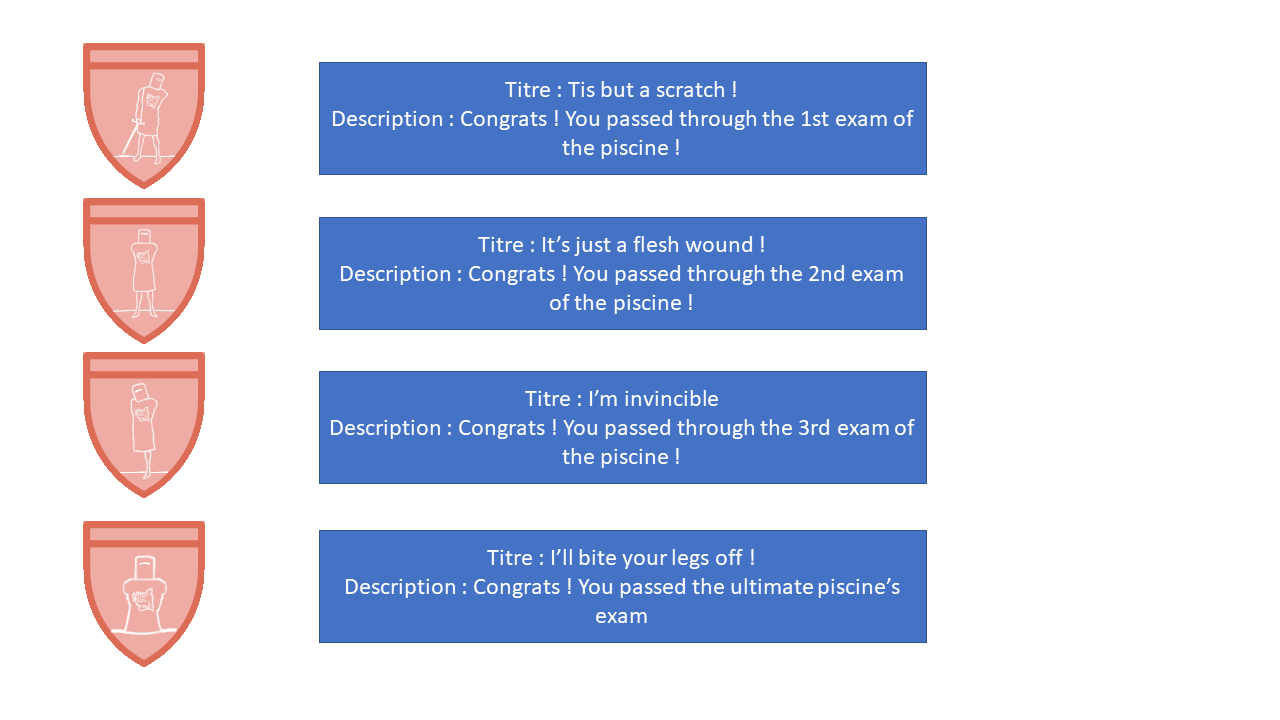 Titre : Tis but a scratch !
Description : Congrats ! You passed through the 1st exam of
the piscine !
Titre : It’s just a flesh wound !
Description : Congrats ! You passed through the 2nd exam
of the piscine !
Titre : I’m invincible
Description : Congrats ! You passed through the 3rd exam of
the piscine !
Titre : I’ll bite your legs off !
Description : Congrats ! You passed the ultimate piscine’s
exam